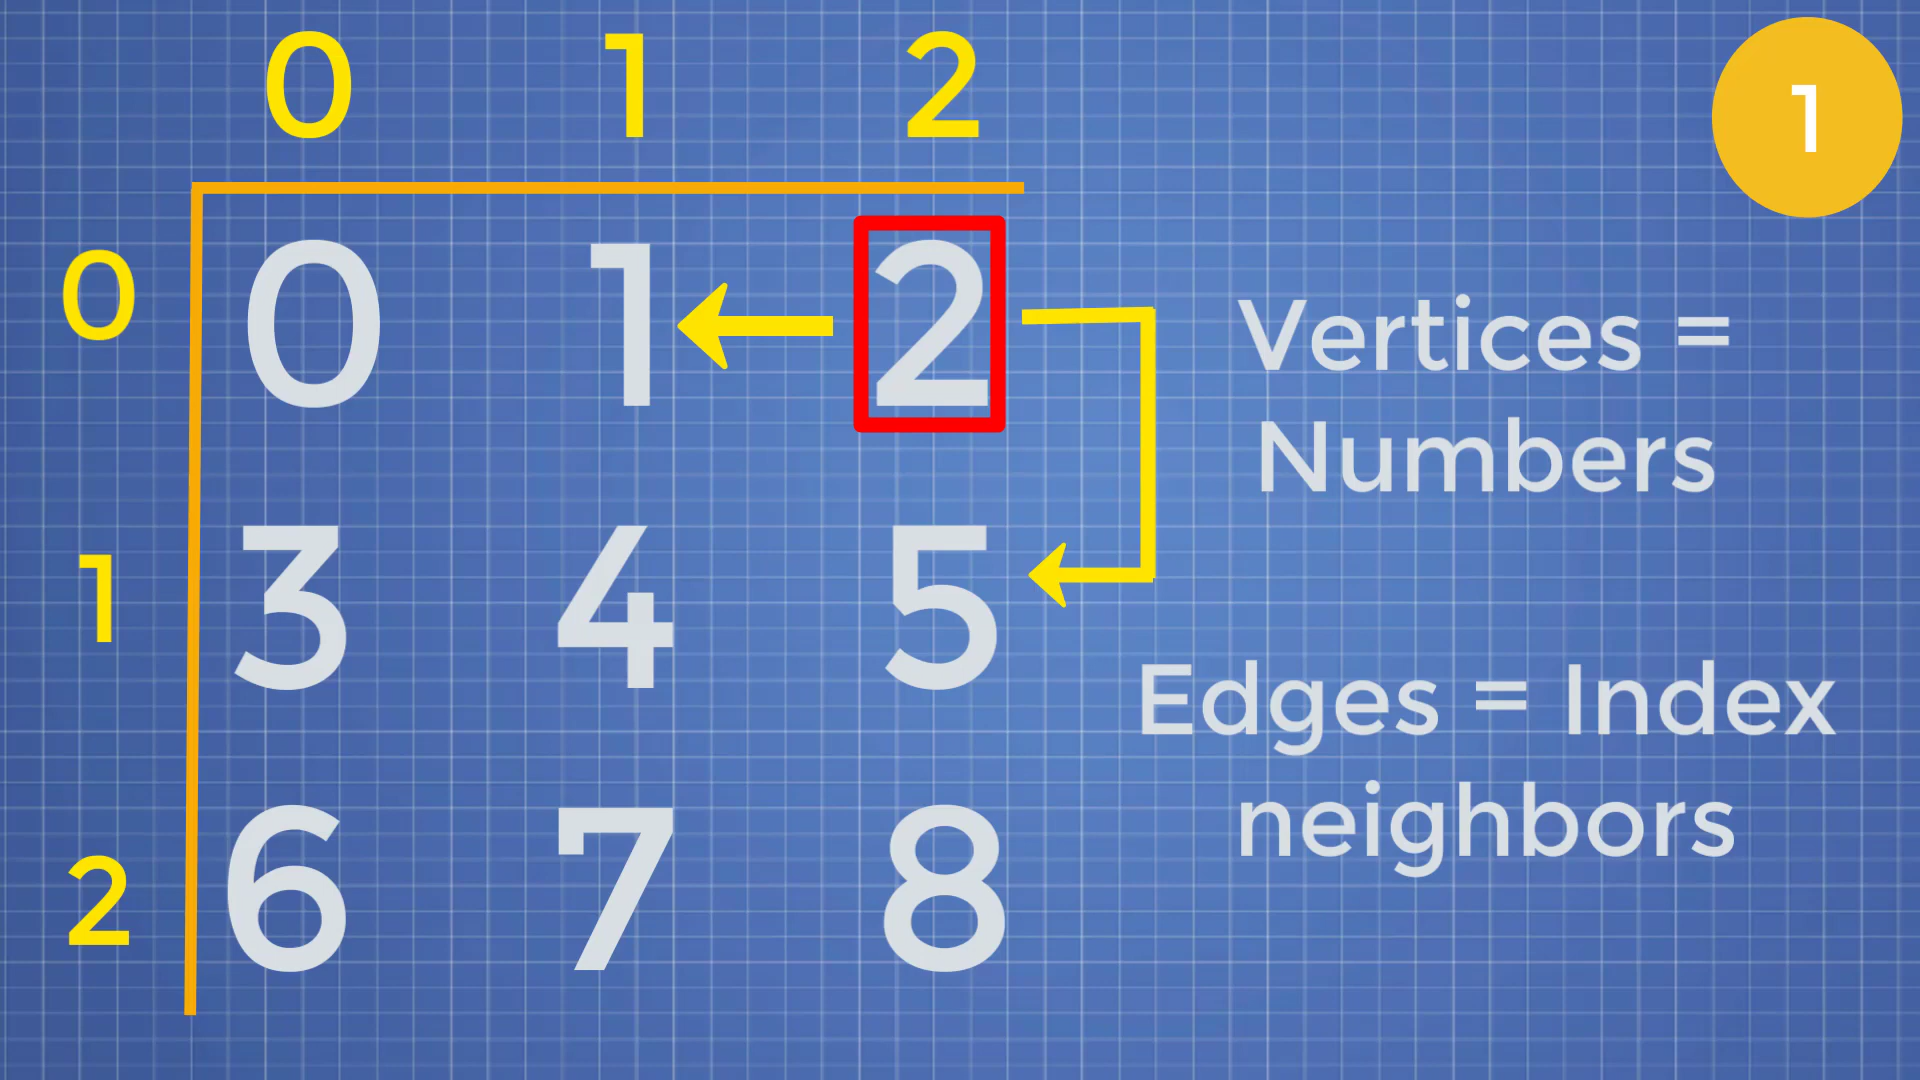 0 1 2
1
0 0 1 2
1 3 4 5
2 6 7 8
Vertices =
Numbers
Edges = Index
neighbors